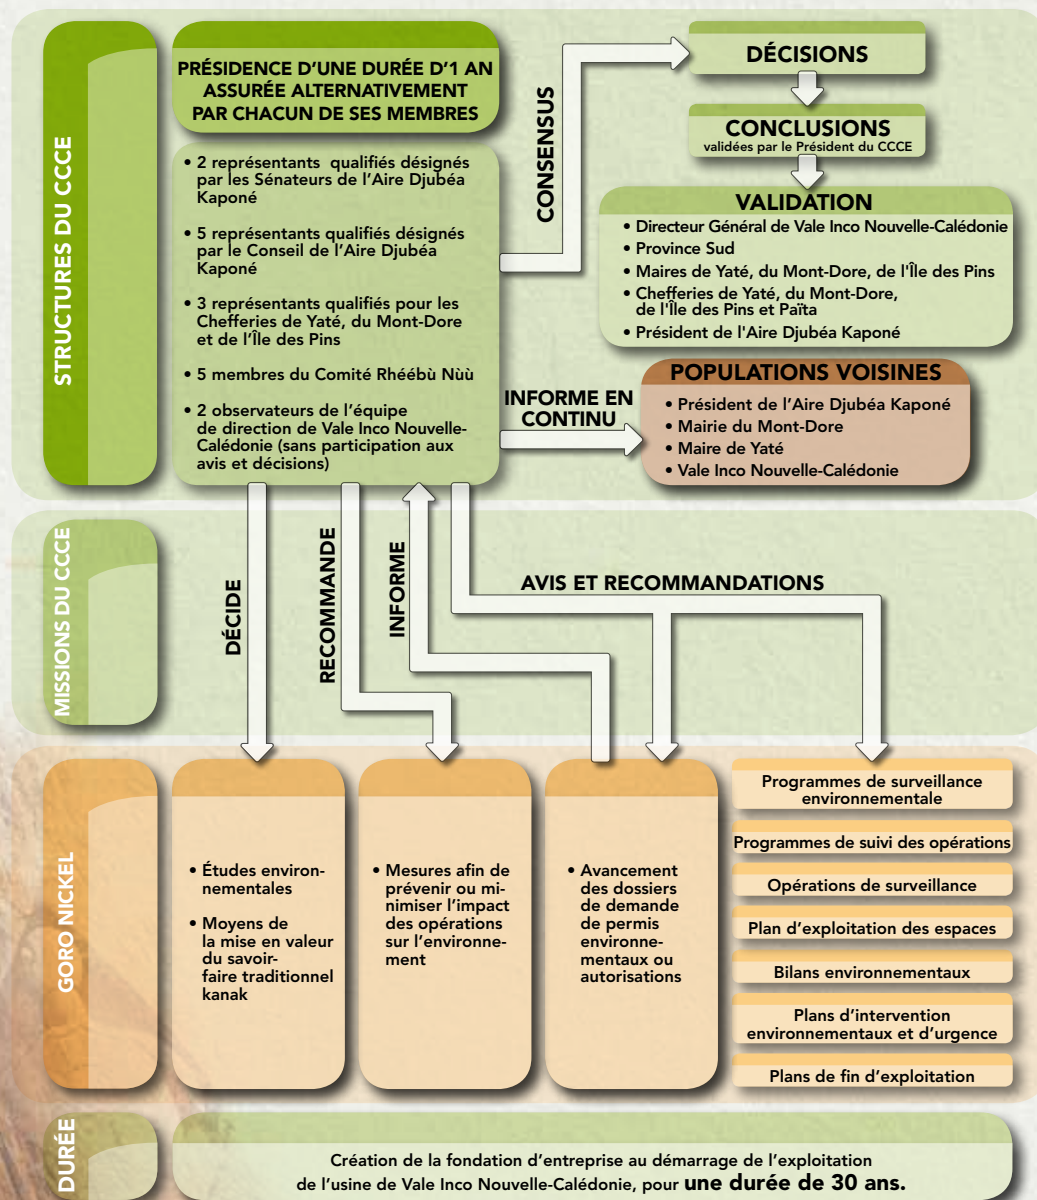 STRUCTURES DU CCCE
PRÉSIDENCE D'UNE DURÉE D'1 AN
ASSURÉE ALTERNATIVEMENT
PAR CHACUN DE SES MEMBRES
• 2 représentants qualifiés désignés
par les Sénateurs de l'Aire Djubéa
Kaponé
• 5 représentants qualifiés désignés
par le Conseil de l'Aire Djubéa
Kaponé
• 3 représentants qualifiés pour les
Chefferies de Yaté, du Mont-Dore
et de l'Île des Pins
• 5 membres du Comité Rhéébù Nùù
• 2 observateurs de l'équipe
de direction de Vale Inco Nouvelle-
Calédonie (sans participation aux
avis et décisions)
CONSENSUS
DÉCISIONS
CONCLUSIONS
validées par le Président du CCCE
VALIDATION
• Directeur Général de Vale Inco Nouvelle-Calédonie
• Province Sud
• Maires de Yaté, du Mont-Dore, de l'Île des Pins
• Chefferies de Yaté, du Mont-Dore,
de l'Île des Pins et Païta
• Président de l'Aire Djubéa Kaponé
INFORME EN
CONTINU
POPULATIONS VOISINES
• Président de l'Aire Djubéa Kaponé
• Mairie du Mont-Dore
• Maire de Yaté
• Vale Inco Nouvelle-Calédonie
MISSIONS DU CCCE
DÉCIDE
RECOMMANDE
INFORME
AVIS ET RECOMMANDATIONS
GORO NICKEL
• Études environ-
nementales
• Moyens de
la mise en valeur
du savoir-
faire traditionnel
kanak
• Mesures afin de
prévenir ou mi-
nimiser l'impact
des opérations
sur l'environne-
ment
• Avancement
des dossiers
de demande
de permis
environne-
mentaux ou
autorisations
Programmes de surveillance
environnementale
Programmes de suivi des opérations
Opérations de surveillance
Plan d'exploitation des espaces
Bilans environnementaux
Plans d'intervention
environnementaux et d'urgence
Plans de fin d'exploitation
DURÉE
Création de la fondation d'entreprise au démarrage de l'exploitation
de l'usine de Vale Inco Nouvelle-Calédonie, pour une durée de 30 ans.